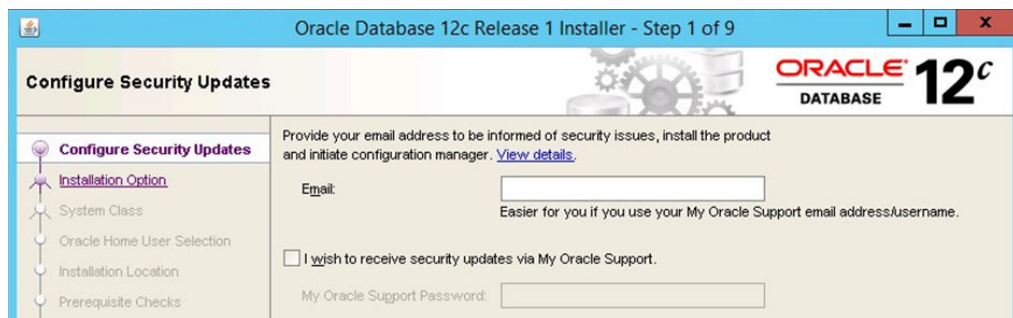 Oracle Database 12c Release 1 Installer - Step 1 of 9
Configure Security Updates
ORACLE
DATABASE
12c
Configure Security Updates
Installation Option
System Class
Oracle Home User Selection
Installation Location
Prerequisite Checks
Provide your email address to be informed of security issues, install the product
and initiate configuration manager. View details.
Email:
Easier for you if you use your My Oracle Support email address/username.
I wish to receive security updates via My Oracle Support.
My Oracle Support Password: